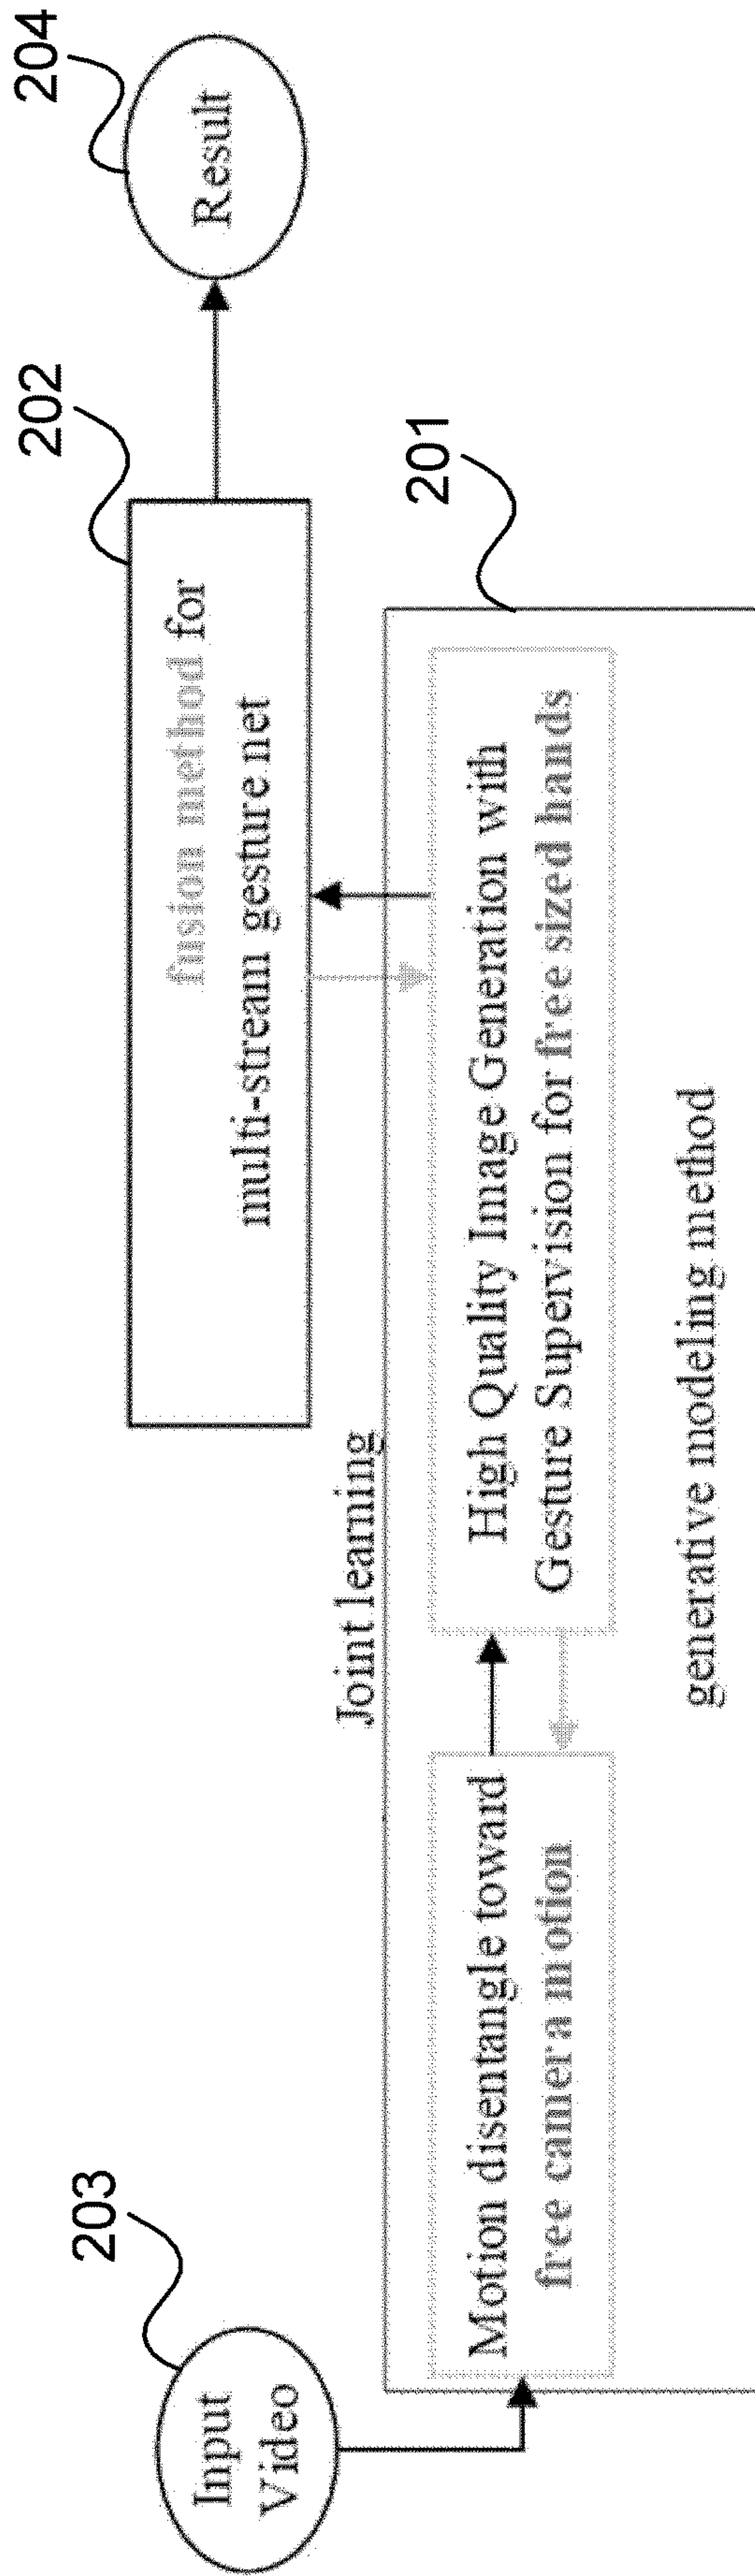 203
Input
Video
Motion disentangle toward
free camera motion
High Quality Image Generation with
Gesture Supervision for free sized hands
generative modeling method
201
Joint learning
fusion method for
multi-stream gesture net
202
Result
204